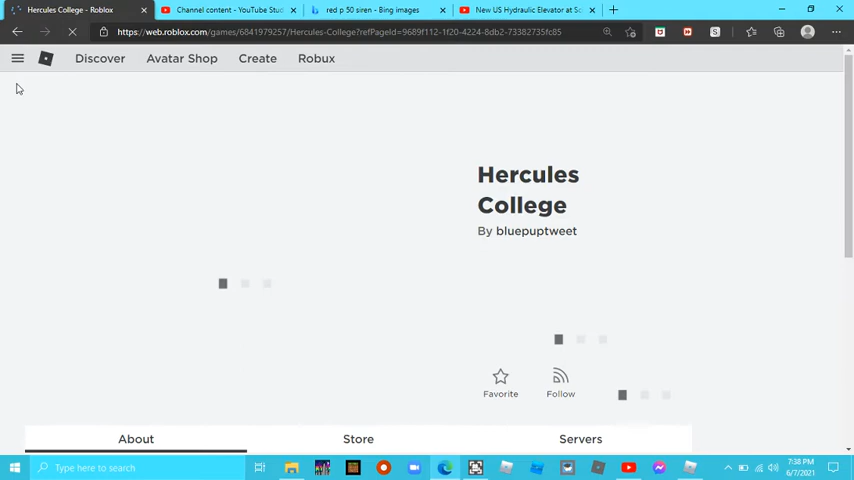 Hercules College - Roblox
Channel content - YouTube Stud
red p 50 siren - Bing images
New US Hydraulic Elevator at So
https://web.roblox.com/games/6841979257/Hercules-College?refPageId=9689f112-1f20-4224-8db2-73382735fc85
Discover
Avatar Shop
Create
Robux
Hercules
College
By bluepuptweet
Favorite
Follow
About
Store
Servers
Type here to search
7:38 PM
6/7/2021